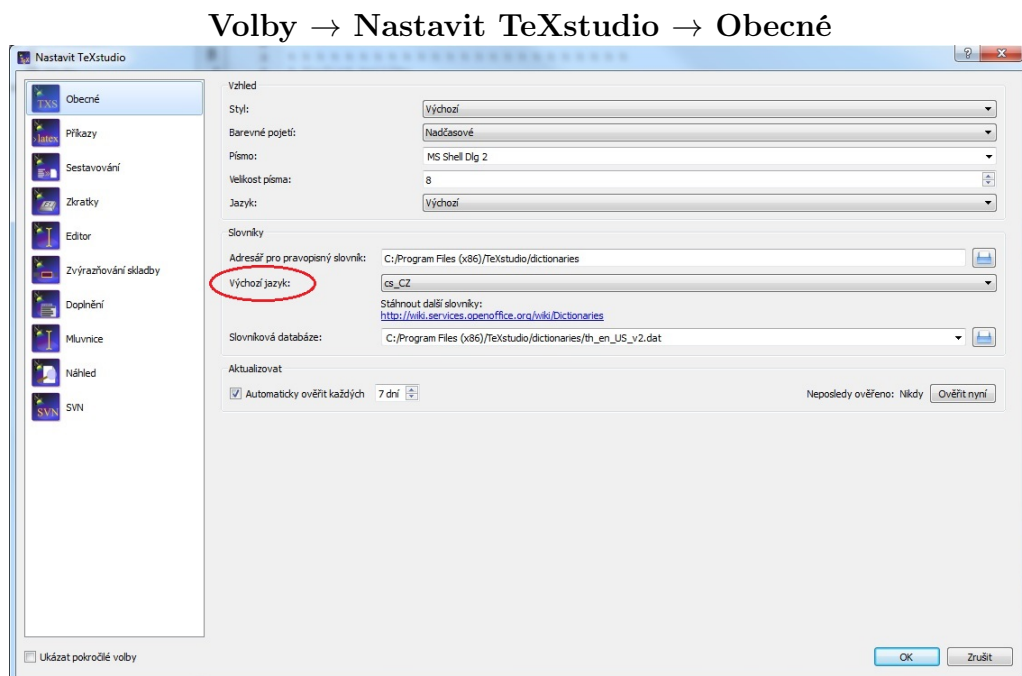 Volby → Nastavit TeXstudio → Obecné
Nastavit TeXstudio
TXS Obecné
latex Příkazy
Sestavování
Zkratky
Editor
Zvýrazňování skladby
Doplnění
Mluvnice
Náhled
SVN SVN
Vzhled
Styl: Výchozí
Barevné pojetí: Nadčasové
Písmo: MS Shell Dlg 2
Velikost písma: 8
Jazyk: Výchozí
Slovníky
Adresář pro pravopisný slovník: C:/Program Files (x86)/TeXstudio/dictionaries
Výchozí jazyk: cs_CZ
Stáhnout další slovníky:
http://wiki.services.openoffice.org/wiki/Dictionaries
Slovníková databáze: C:/Program Files (x86)/TeXstudio/dictionaries/th_en_US_v2.dat
Aktualizovat
Automaticky ověřit každých 7 dní Neposledy ověřeno: Nikdy Ověřit nyní
Ukázat pokročilé volby OK Zrušit